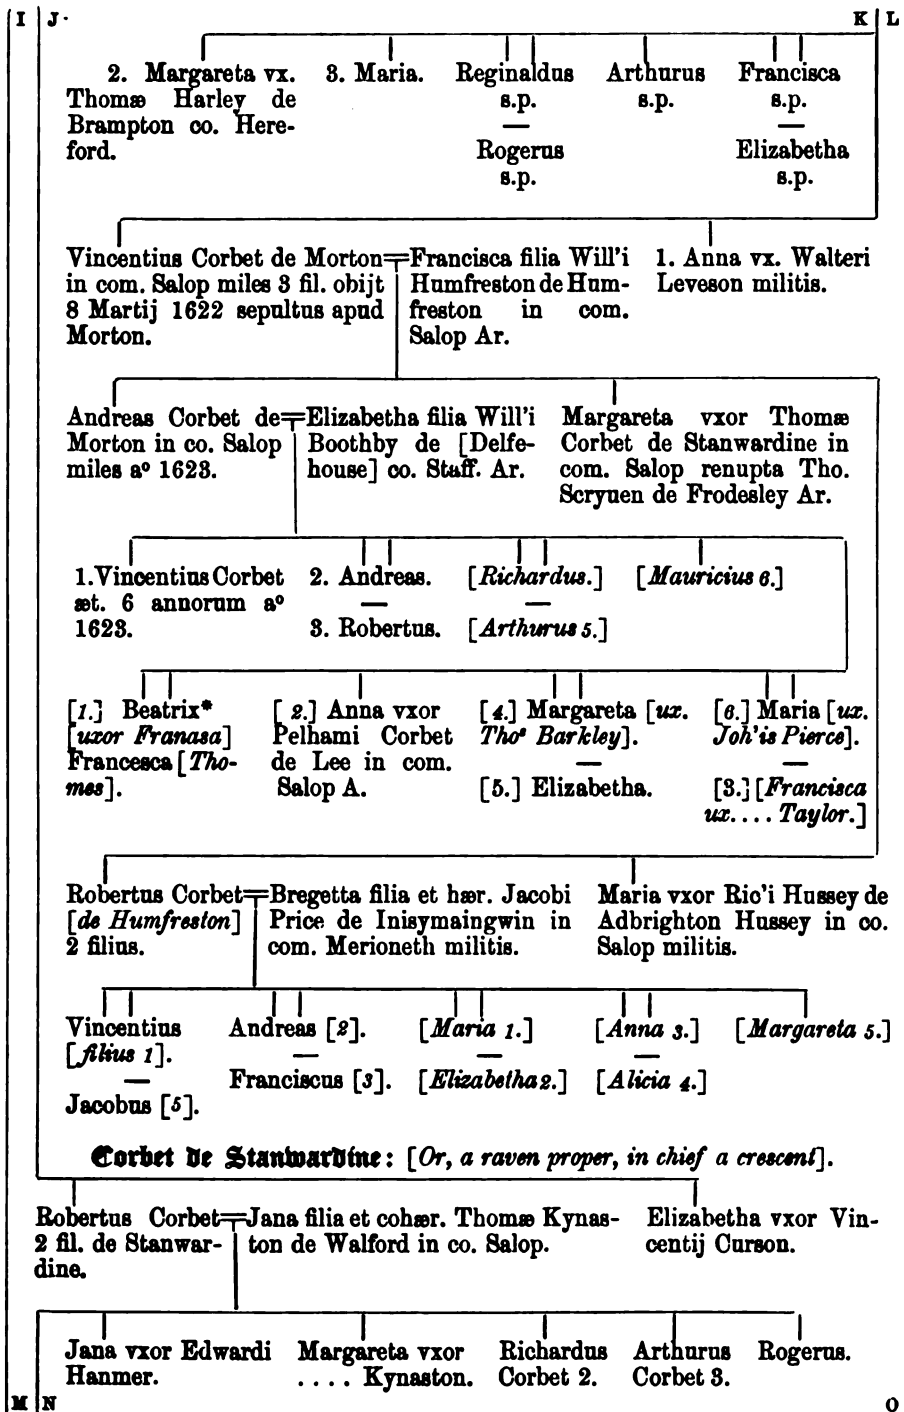 I J. K L
2. Margareta vx.
Thomæ Harley de
Brampton co. Here-
ford.
3. Maria.
Reginaldus
s.p.
—
Rogerus
s.p.
Arthurus
s.p.
Francisca
s.p.
—
Elizabetha
s.p.
Vincentius Corbet de Morton
in com. Salop miles 3 fil. obijt
8 Martij 1622 sepultus apud
Morton.
Francisca filia Will'i
Humfreston de Hum-
freston in com.
Salop Ar.
1. Anna vx. Walteri
Leveson militis.
Andreas Corbet de
Morton in co. Salop
miles aº 1623.
Elizabetha filia Will'i
Boothby de [Delfe-
house] co. Staff. Ar.
Margareta vxor Thomæ
Corbet de Stanwardine in
com. Salop renupta Tho.
Scryuen de Frodesley Ar.
1. Vincentius Corbet
æt. 6 annorum aº
1623.
2. Andreas.
—
3. Robertus.
[Richardus.]
—
[Arthurus 5.]
[Mauricius 6.]
[1.] Beatrix*
[uxor Franasa]
Francesca [Tho-
mes].
[2.] Anna vxor
Pelhami Corbet
de Lee in com.
Salop A.
[4.] Margareta [ux.
Thoˢ Barkley].
—
[5.] Elizabetha.
[6.] Maria [ux.
Joh'is Pierce].
—
[3.] [Francisca
ux.... Taylor.]
Robertus Corbet
[de Humfreston]
2 filius.
Bregetta filia et hær. Jacobi
Price de Inisymaingwin in
com. Merioneth militis.
Maria vxor Ric'i Hussey de
Adbrighton Hussey in co.
Salop militis.
Vincentius
[filius 1].
—
Jacobus [5].
Andreas [2].
—
Franciscus [3].
[Maria 1.]
—
[Elizabetha 2.]
[Anna 3.]
—
[Alicia 4.]
[Margareta 5.]
Corbet de Stanwardine: [Or, a raven proper, in chief a crescent].
Robertus Corbet
2 fil. de Stanwar-
dine.
Jana filia et cohær. Thomæ Kynas-
ton de Walford in co. Salop.
Elizabetha vxor Vin-
centij Curson.
Jana vxor Edwardi
Hanmer.
Margareta vxor
.... Kynaston.
Richardus
Corbet 2.
Arthurus
Corbet 3.
Rogerus.
M N O